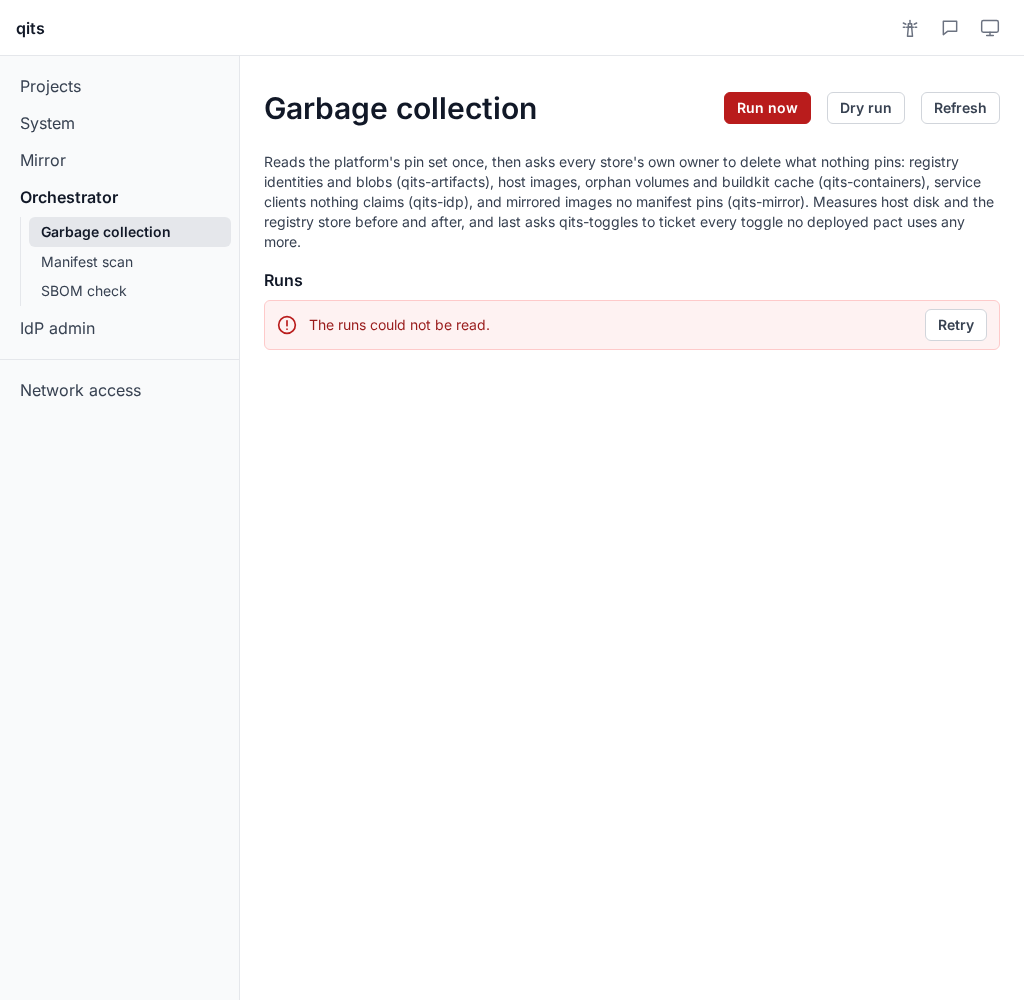 qits
Projects
System
Mirror
Orchestrator
Garbage collection
Manifest scan
SBOM check
IdP admin
Network access
Garbage collection
Run now
Dry run
Refresh
Reads the platform's pin set once, then asks every store's own owner to delete what nothing pins: registry
identities and blobs (qits-artifacts), host images, orphan volumes and buildkit cache (qits-containers), service
clients nothing claims (qits-idp), and mirrored images no manifest pins (qits-mirror). Measures host disk and the
registry store before and after, and last asks qits-toggles to ticket every toggle no deployed pact uses any
more.
Runs
The runs could not be read.
Retry